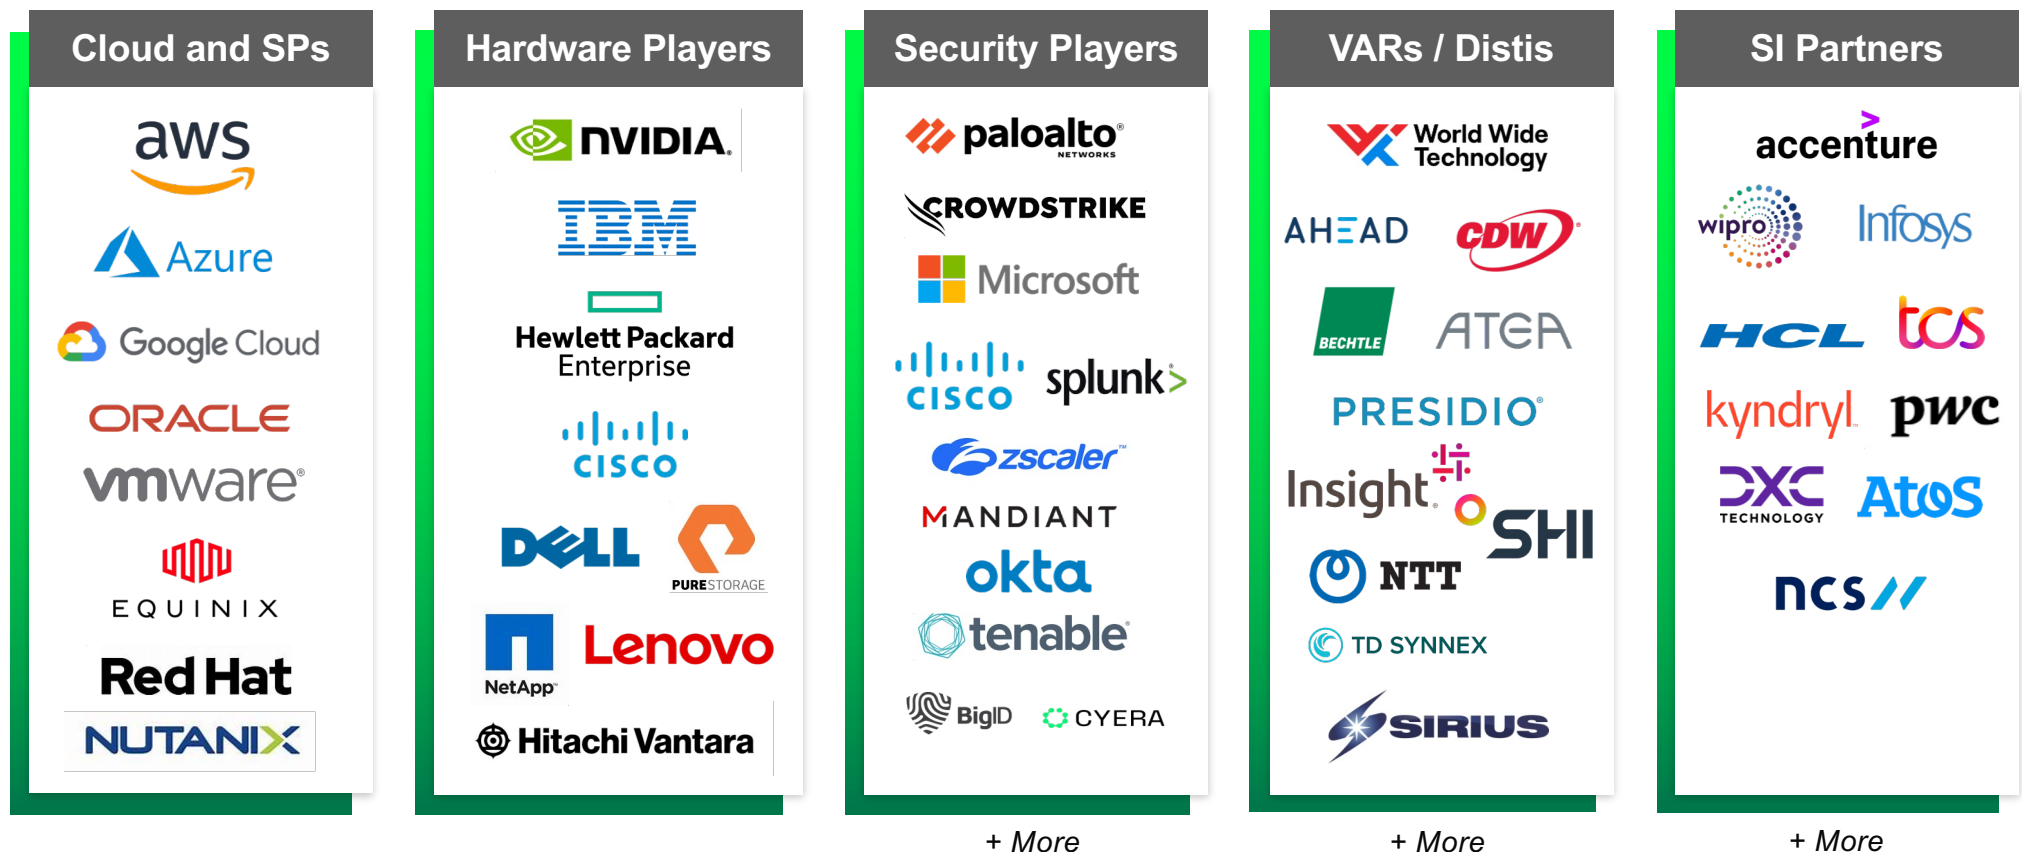 Cloud and SPs
aws
Azure
Google Cloud
ORACLE
vmware®
EQUINIX
Red Hat
NUTANIX
Hardware Players
NVIDIA®
IBM
Hewlett Packard
Enterprise
CISCO
DELL
PURESTORAGE
NetApp™
Lenovo
Hitachi Vantara
Security Players
paloalto®
NETWORKS
CROWDSTRIKE
Microsoft
CISCO
splunk>®
zscaler™
MANDIANT
okta
tenable®
BigID
CYERA
+ More
VARs / Distis
World Wide
Technology
AHEAD
CDW®
BECHTLE
ATEA
PRESIDIO®
Insight®
SHI
NTT
TD SYNNEX
SIRIUS
+ More
SI Partners
accenture
wipro
Infosys
HCL
tcs
kyndryl™
pwc
DXC
TECHNOLOGY
Atos
ncs//
+ More